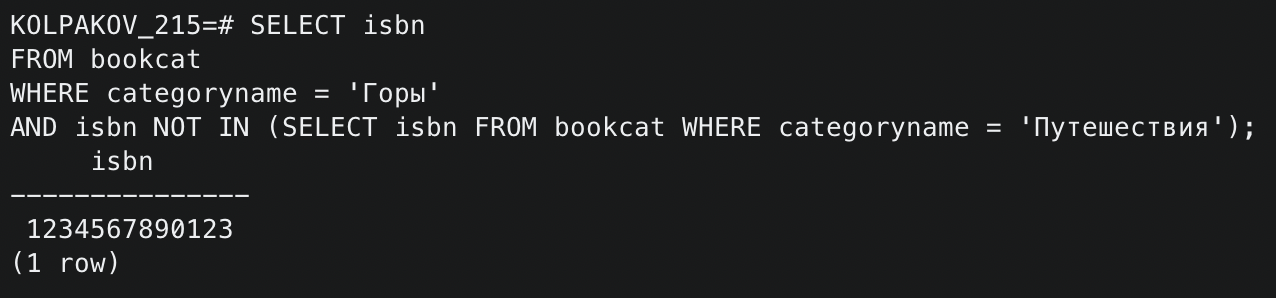 KOLPAKOV_215=# SELECT isbn
FROM bookcat
WHERE categoryname = 'Горы'
AND isbn NOT IN (SELECT isbn FROM bookcat WHERE categoryname = 'Путешествия');
isbn
---------------
1234567890123
(1 row)